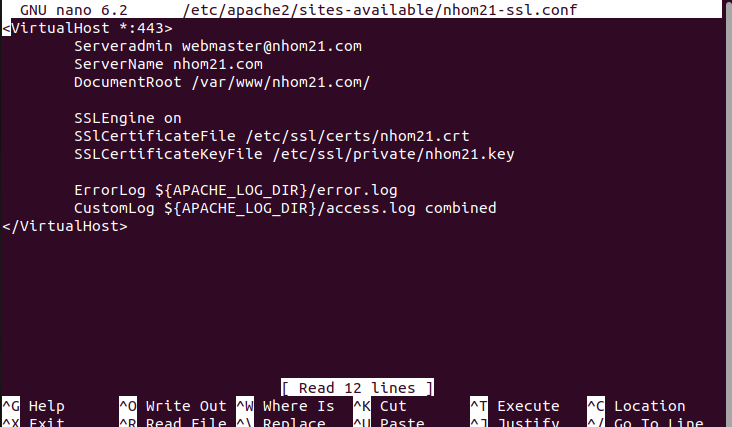 GNU nano 6.2 /etc/apache2/sites-available/nhom21-ssl.conf
<VirtualHost *:443>
Serveradmin webmaster@nhom21.com
ServerName nhom21.com
DocumentRoot /var/www/nhom21.com/
SSLEngine on
SSlCertificateFile /etc/ssl/certs/nhom21.crt
SSLCertificateKeyFile /etc/ssl/private/nhom21.key
ErrorLog ${APACHE_LOG_DIR}/error.log
CustomLog ${APACHE_LOG_DIR}/access.log combined
</VirtualHost>
[ Read 12 lines ]
^G Help ^O Write Out ^W Where Is ^K Cut ^T Execute ^C Location
^X Exit ^R Read File ^\ Replace ^U Paste ^J Justify ^/ Go To Line